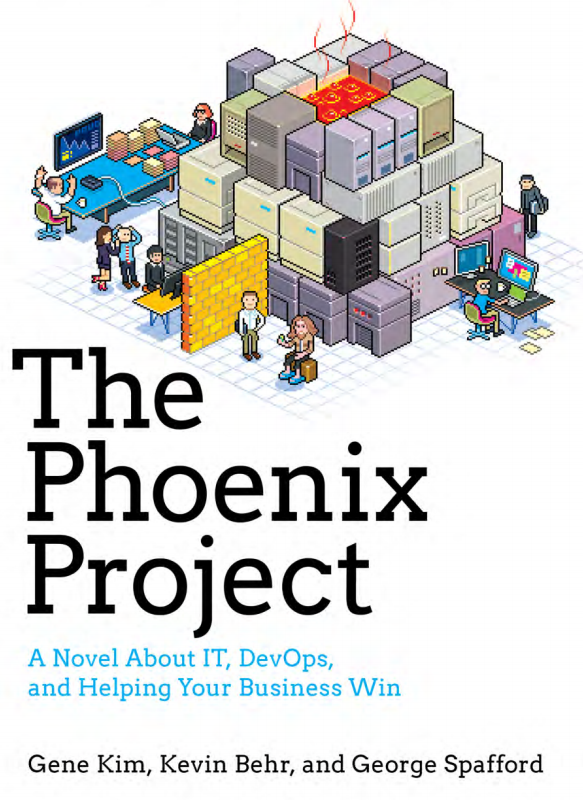 The
Phoenix
Project
A Novel About IT, DevOps,
and Helping Your Business Win
Gene Kim, Kevin Behr, and George Spafford